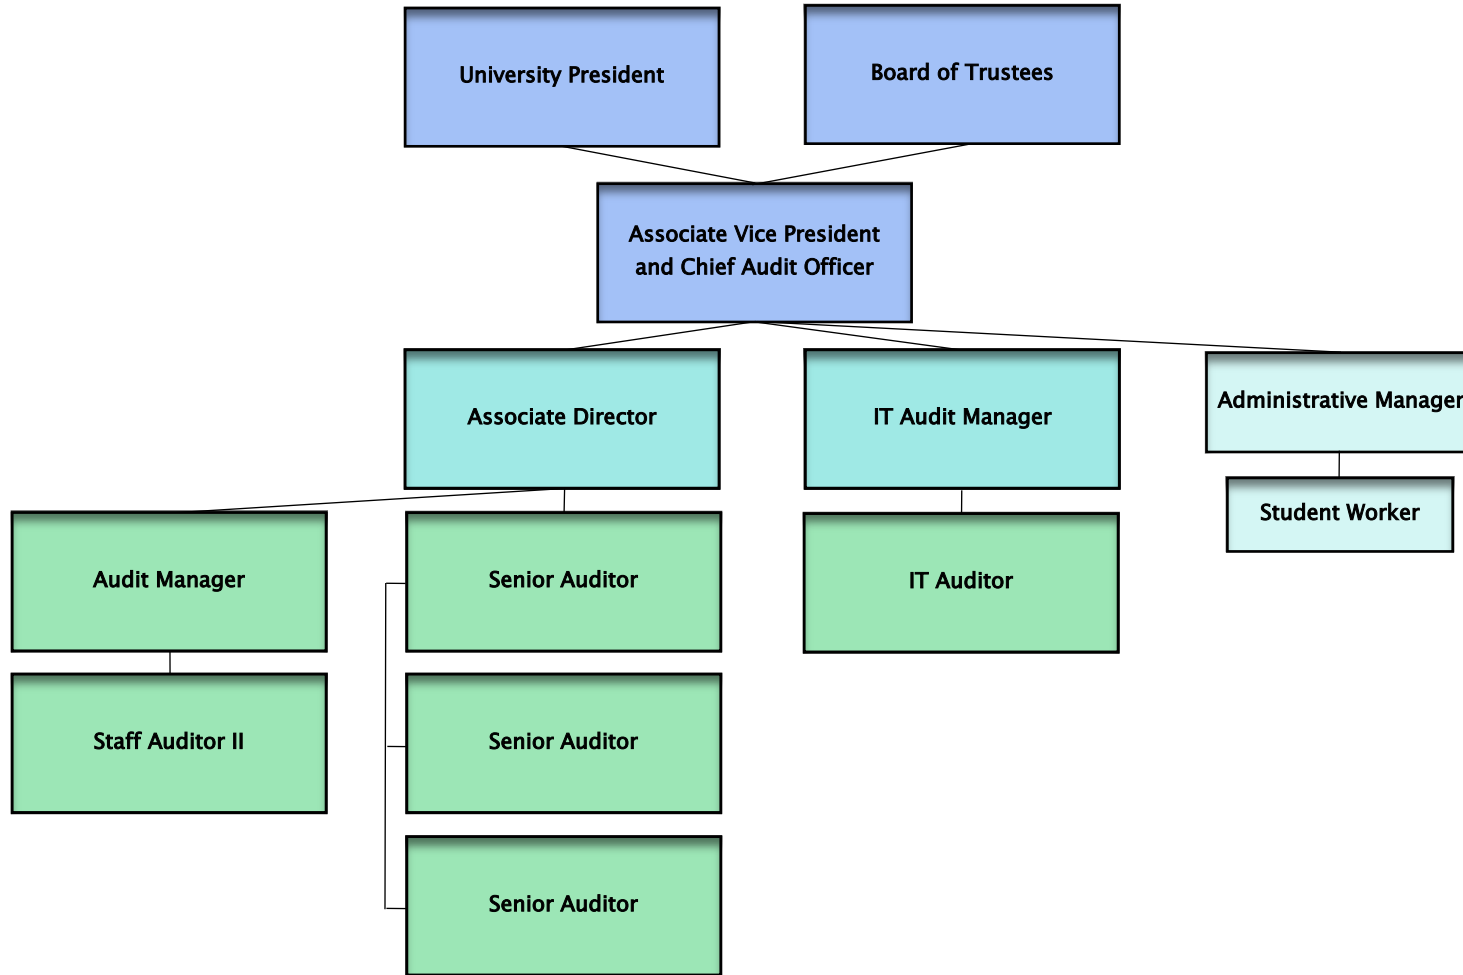 University President
Board of Trustees
Associate Vice President
and Chief Audit Officer
Associate Director
IT Audit Manager
Administrative Manager
Student Worker
Audit Manager
Senior Auditor
IT Auditor
Staff Auditor II
Senior Auditor
Senior Auditor